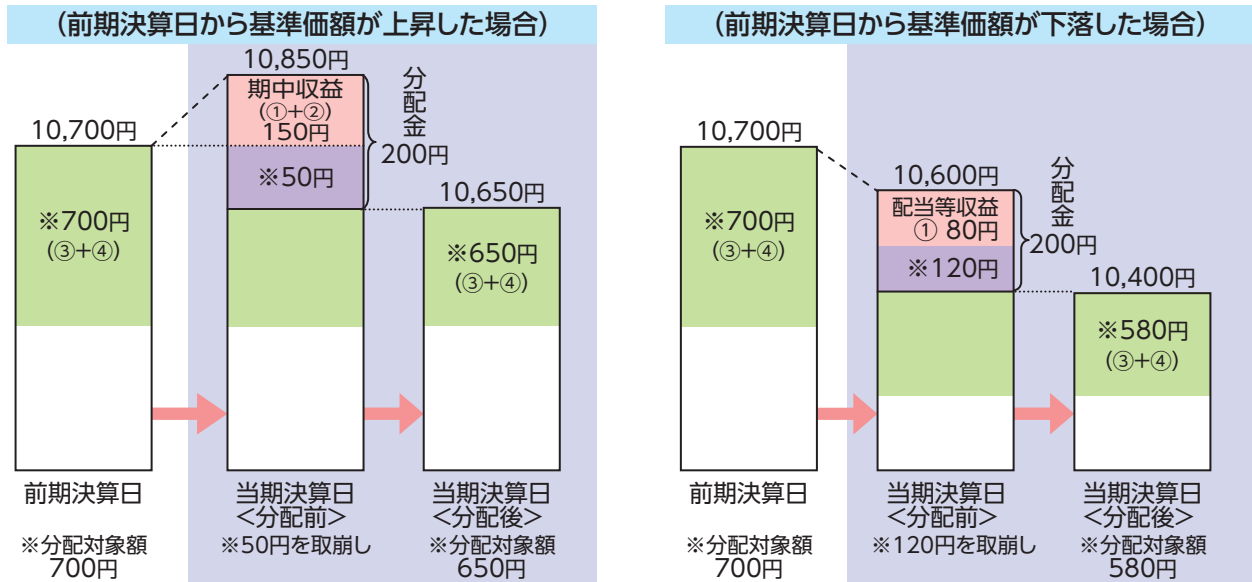 (前期決算日から基準価額が上昇した場合)
10,850円
期中収益
(①+②)
150円
※50円
分配金
200円
10,700円
※700円
(③+④)
10,650円
※650円
(③+④)
前期決算日
当期決算日
<分配前>
当期決算日
<分配後>
※分配対象額
700円
※50円を取崩し
※分配対象額
650円
(前期決算日から基準価額が下落した場合)
10,700円
※700円
(③+④)
10,600円
配当等収益
① 80円
※120円
分配金
200円
10,400円
※580円
(③+④)
前期決算日
当期決算日
<分配前>
当期決算日
<分配後>
※分配対象額
700円
※120円を取崩し
※分配対象額
580円